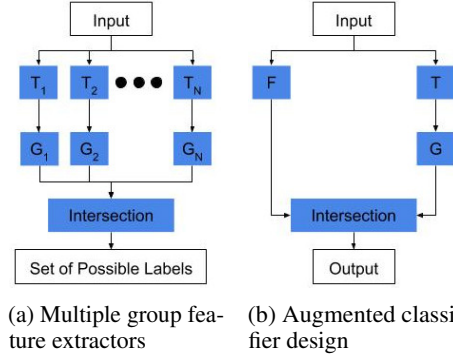 Input
T1 T2 TN
G1 G2 GN
Intersection
Set of Possible Labels
(a) Multiple group fea-
ture extractors
Input
F T
G
Intersection
Output
(b) Augmented classi
fier design